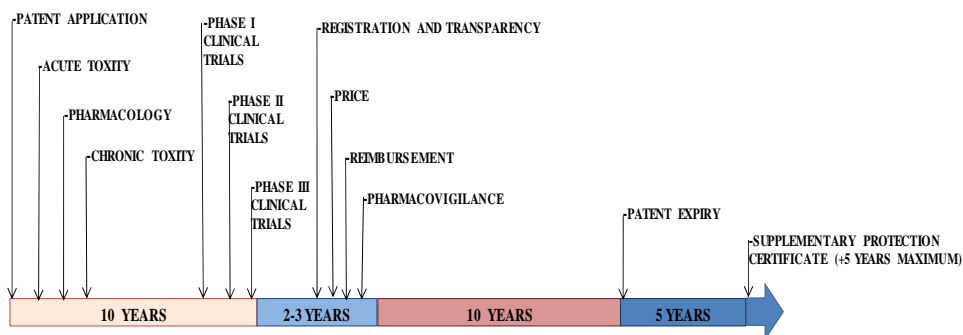 -PATENT APPLICATION
-ACUTE TOXITY
-PHARMACOLOGY
-CHRONIC TOXITY
-PHASE I
CLINICAL
TRIALS
-PHASE II
CLINICAL
TRIALS
-PHASE III
CLINICAL
TRIALS
-REGISTRATION AND TRANSPARENCY
-PRICE
-REIMBURSEMENT
-PHARMACOVIGILANCE
-PATENT EXPIRY
-SUPPLEMENTARY PROTECTION
CERTIFICATE (+5 YEARS MAXIMUM)
10 YEARS
2-3 YEARS
10 YEARS
5 YEARS